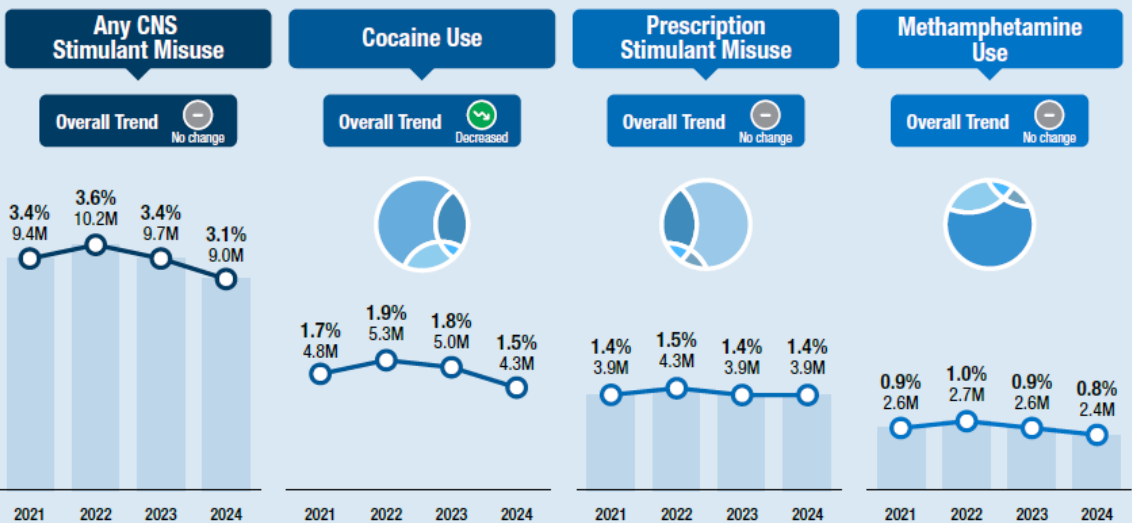 Any CNS
Stimulant Misuse
Overall Trend
No change
3.4%
9.4M
3.6%
10.2M
3.4%
9.7M
3.1%
9.0M
2021 2022 2023 2024
Cocaine Use
Overall Trend
Decreased
1.7%
4.8M
1.9%
5.3M
1.8%
5.0M
1.5%
4.3M
2021 2022 2023 2024
Prescription
Stimulant Misuse
Overall Trend
No change
1.4%
3.9M
1.5%
4.3M
1.4%
3.9M
1.4%
3.9M
2021 2022 2023 2024
Methamphetamine
Use
Overall Trend
No change
0.9%
2.6M
1.0%
2.7M
0.9%
2.6M
0.8%
2.4M
2021 2022 2023 2024